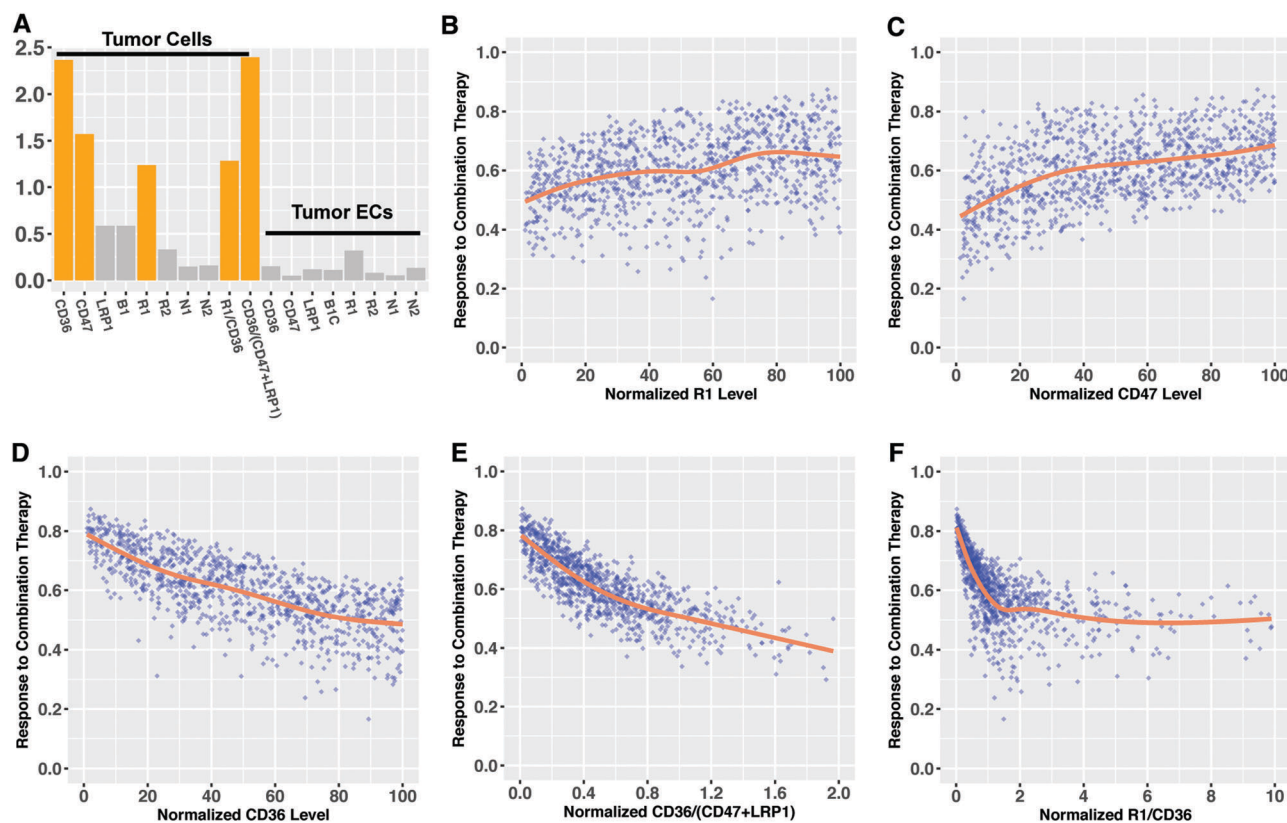 A
Tumor Cells
Tumor ECs
2.5
2.0
1.5
1.0
0.5
0.0
CD36
CD47
LRP1
B1
R1
R2
N1
N2
R1/CD36
CD36/(CD47+LRP1)
CD36
CD47
LRP1
B1C
R1
R2
N1
N2
B
Response to Combination Therapy
1.0
0.8
0.6
0.4
0.2
0.0
0 20 40 60 80 100
Normalized R1 Level
C
Response to Combination Therapy
1.0
0.8
0.6
0.4
0.2
0.0
0 20 40 60 80 100
Normalized CD47 Level
D
Response to Combination Therapy
1.0
0.8
0.6
0.4
0.2
0.0
0 20 40 60 80 100
Normalized CD36 Level
E
Response to Combination Therapy
1.0
0.8
0.6
0.4
0.2
0.0
0.0 0.4 0.8 1.2 1.6 2.0
Normalized CD36/(CD47+LRP1)
F
Response to Combination Therapy
1.0
0.8
0.6
0.4
0.2
0.0
0 2 4 6 8 10
Normalized R1/CD36